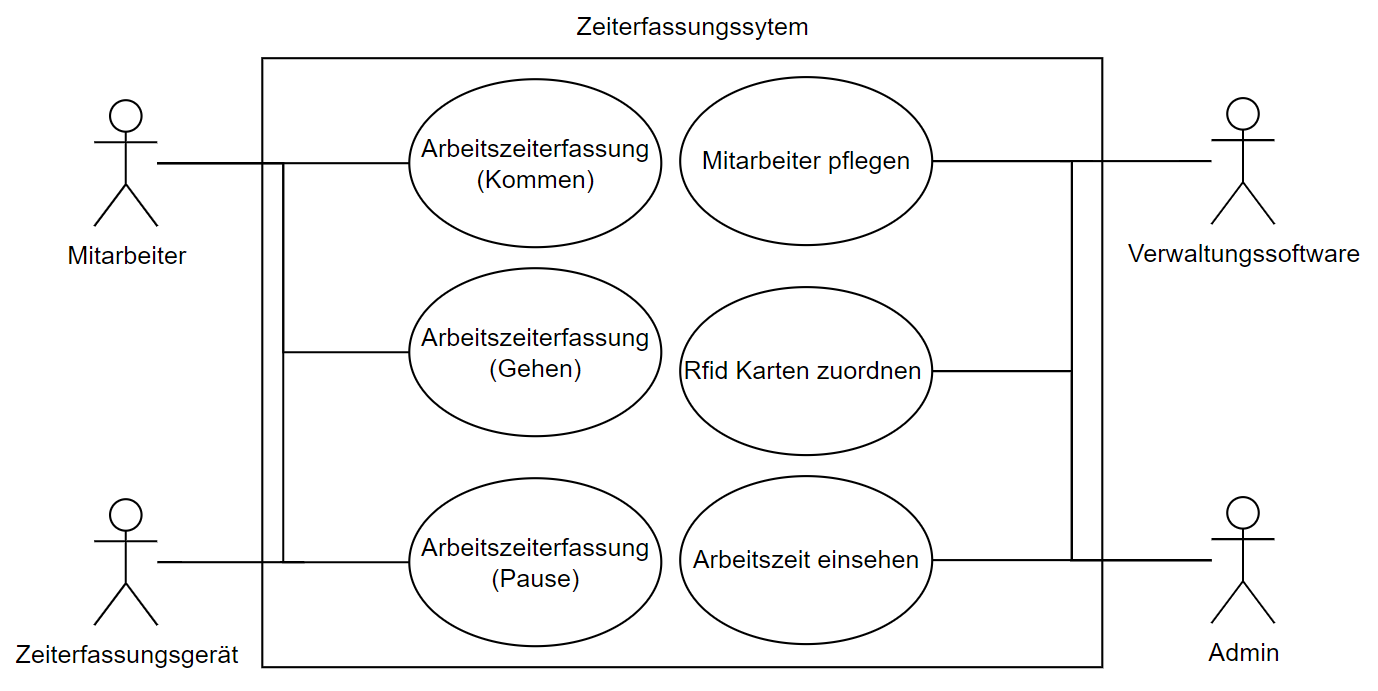 Zeiterfassungssytem
Arbeitszeiterfassung
(Kommen)
Mitarbeiter pflegen
Mitarbeiter
Verwaltungssoftware
Arbeitszeiterfassung
(Gehen)
Rfid Karten zuordnen
Arbeitszeiterfassung
(Pause)
Arbeitszeit einsehen
Zeiterfassungsgerät
Admin